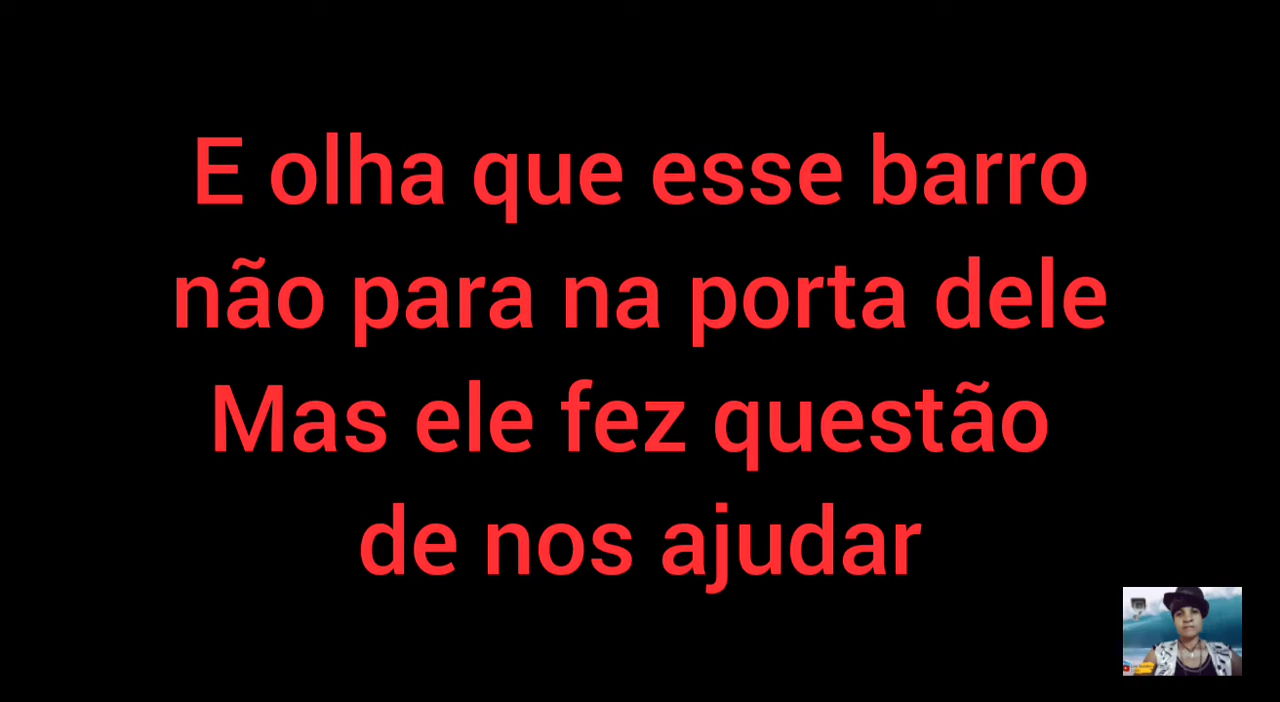 E olha que esse barro
não para na porta dele
Mas ele fez questão
de nos ajudar